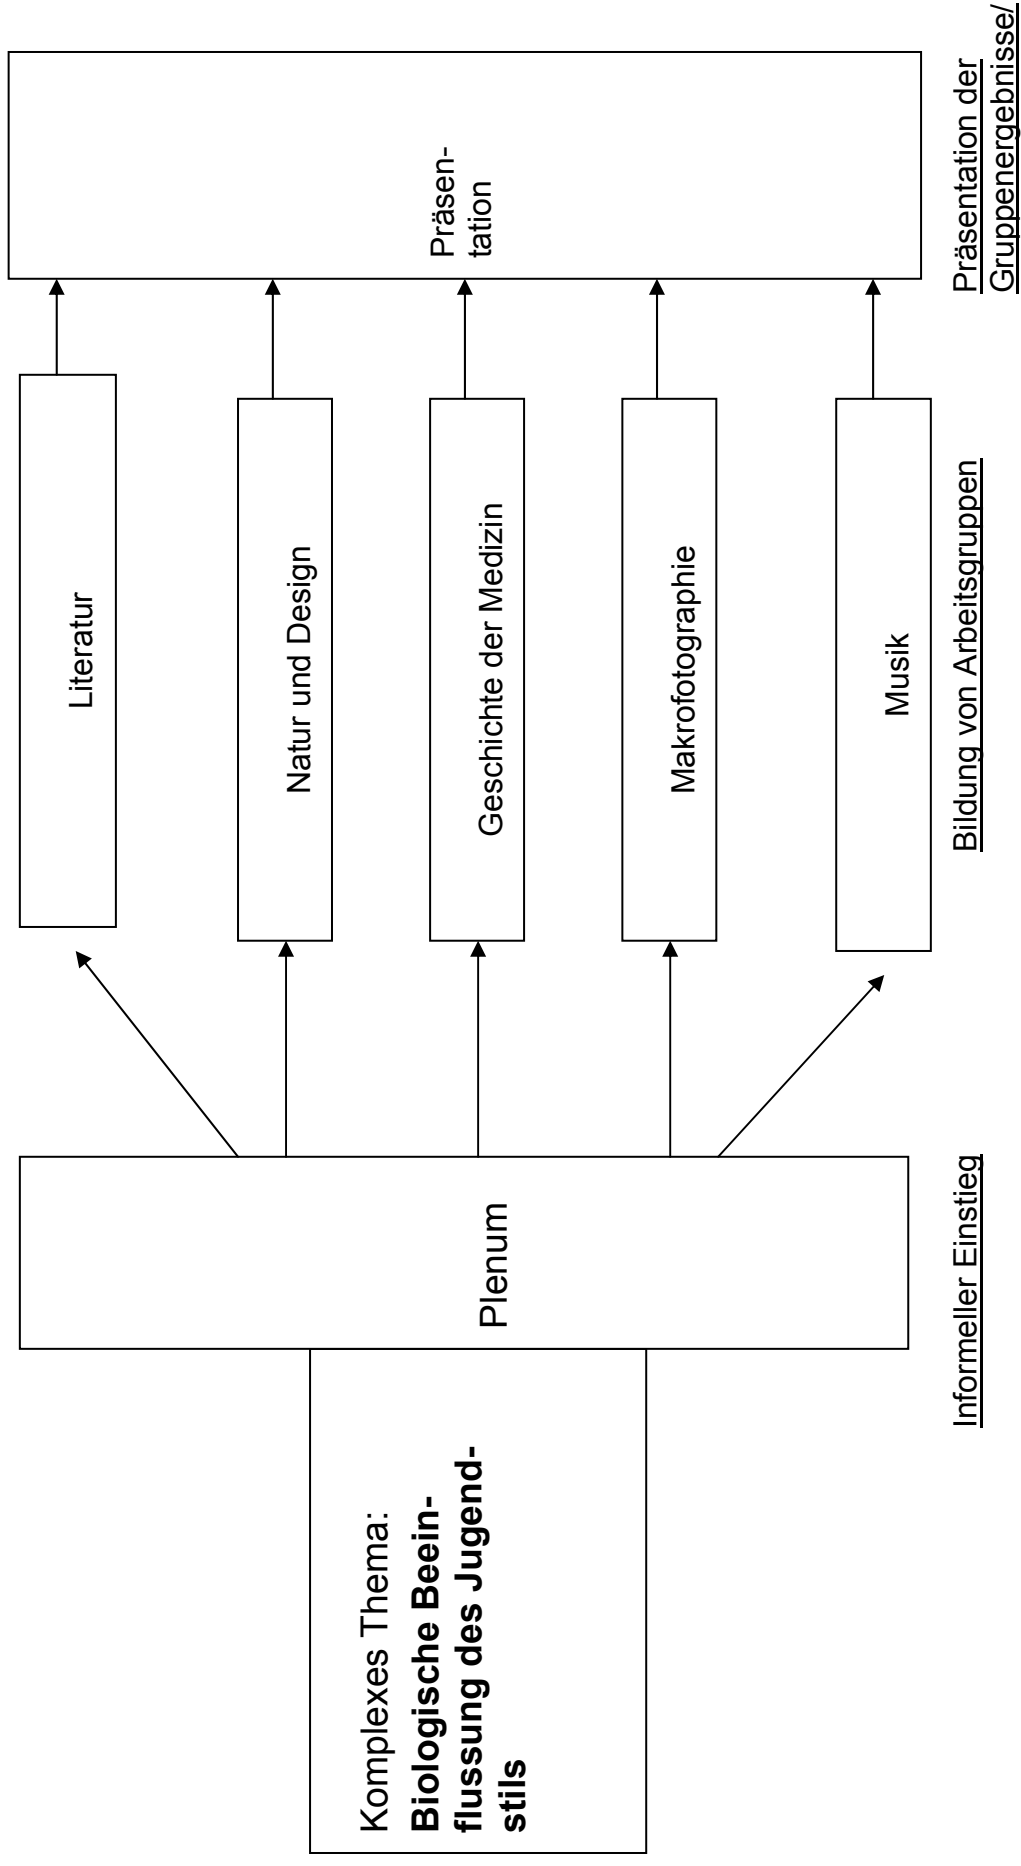 Komplexes Thema:
Biologische Beein-
flussung des Jugend-
stils
Plenum
Literatur
Natur und Design
Geschichte der Medizin
Makrofotographie
Musik
Präsen-
tation
Informeller Einstieg
Bildung von Arbeitsgruppen
Präsentation der
Gruppenergebnisse/